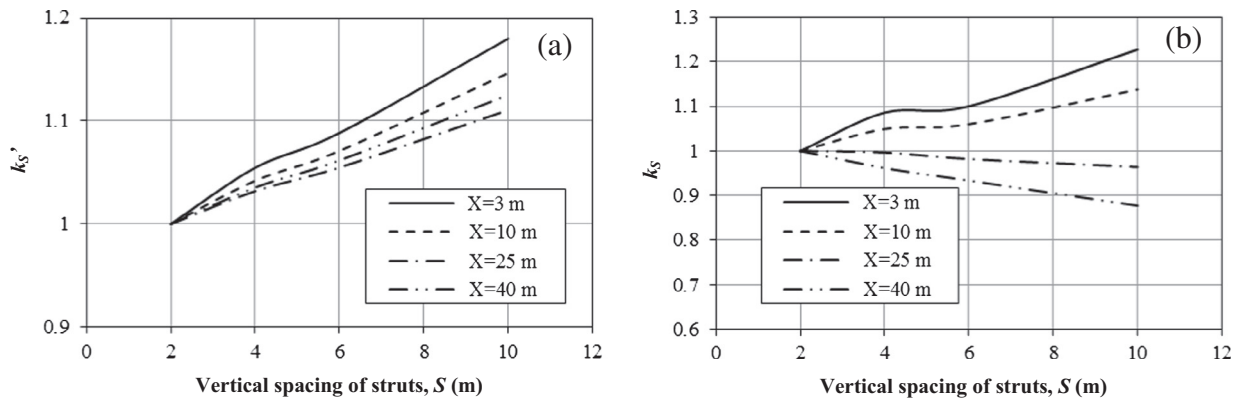 (a)
1.2
1.1
1
0.9
kS'
0 2 4 6 8 10 12
Vertical spacing of struts, S (m)
X=3 m
X=10 m
X=25 m
X=40 m
(b)
1.3
1.2
1.1
1
0.9
0.8
0.7
0.6
kS
0 2 4 6 8 10 12
Vertical spacing of struts, S (m)
X=3 m
X=10 m
X=25 m
X=40 m